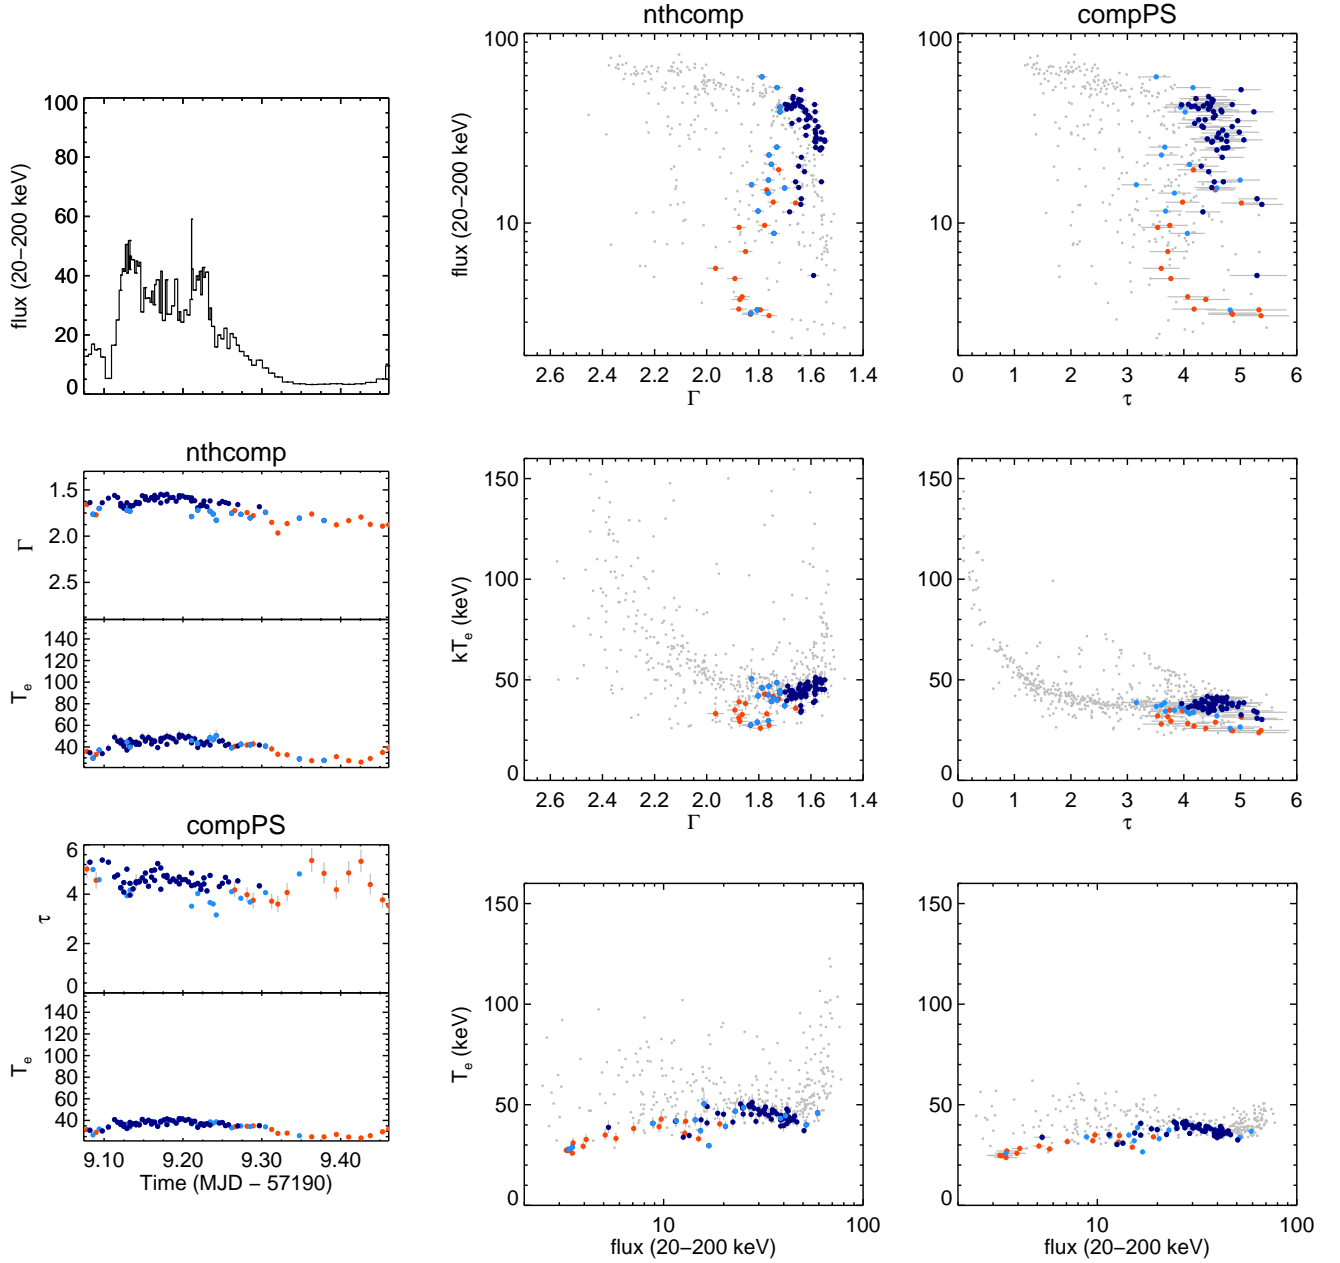 nthcomp
compPS
100
80
60
40
20
0
flux (20−200 keV)
100
10
flux (20−200 keV)
2.6 2.4 2.2 2.0 1.8 1.6 1.4
Γ
100
10
0 1 2 3 4 5 6
τ
nthcomp
1.5
2.0
2.5
Γ
140
120
100
80
60
40
T_e
150
100
50
0
kT_e (keV)
2.6 2.4 2.2 2.0 1.8 1.6 1.4
Γ
150
100
50
0
0 1 2 3 4 5 6
τ
compPS
6
4
2
0
τ
140
120
100
80
60
40
T_e
9.10 9.20 9.30 9.40
Time (MJD − 57190)
150
100
50
0
T_e (keV)
10 100
flux (20−200 keV)
150
100
50
0
10 100
flux (20−200 keV)